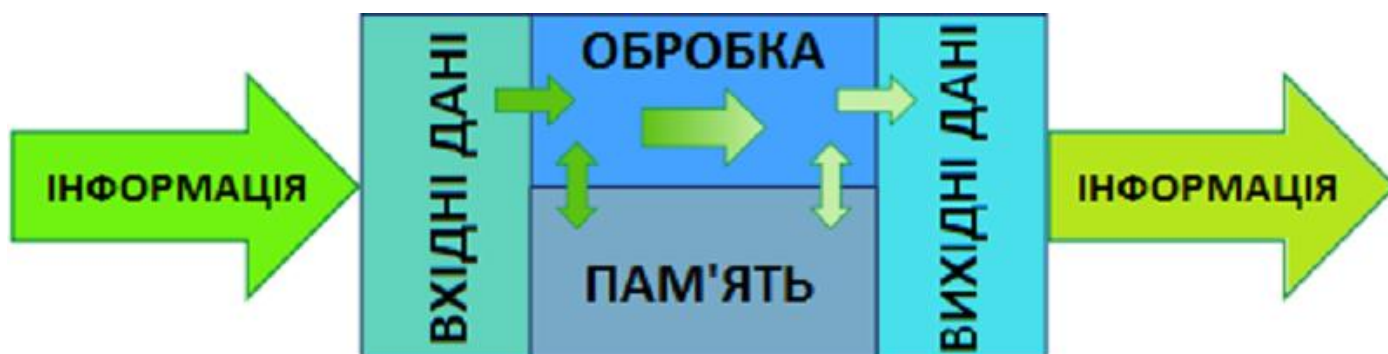 ІНФОРМАЦІЯ
ВХІДНІ ДАНІ
ОБРОБКА
ПАМ'ЯТЬ
ВИХІДНІ ДАНІ
ІНФОРМАЦІЯ